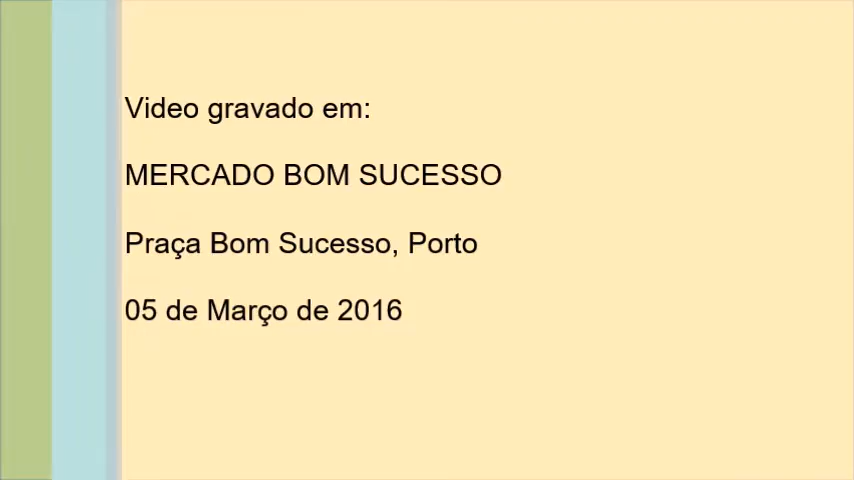 Video gravado em:
MERCADO BOM SUCESSO
Praça Bom Sucesso, Porto
05 de Março de 2016